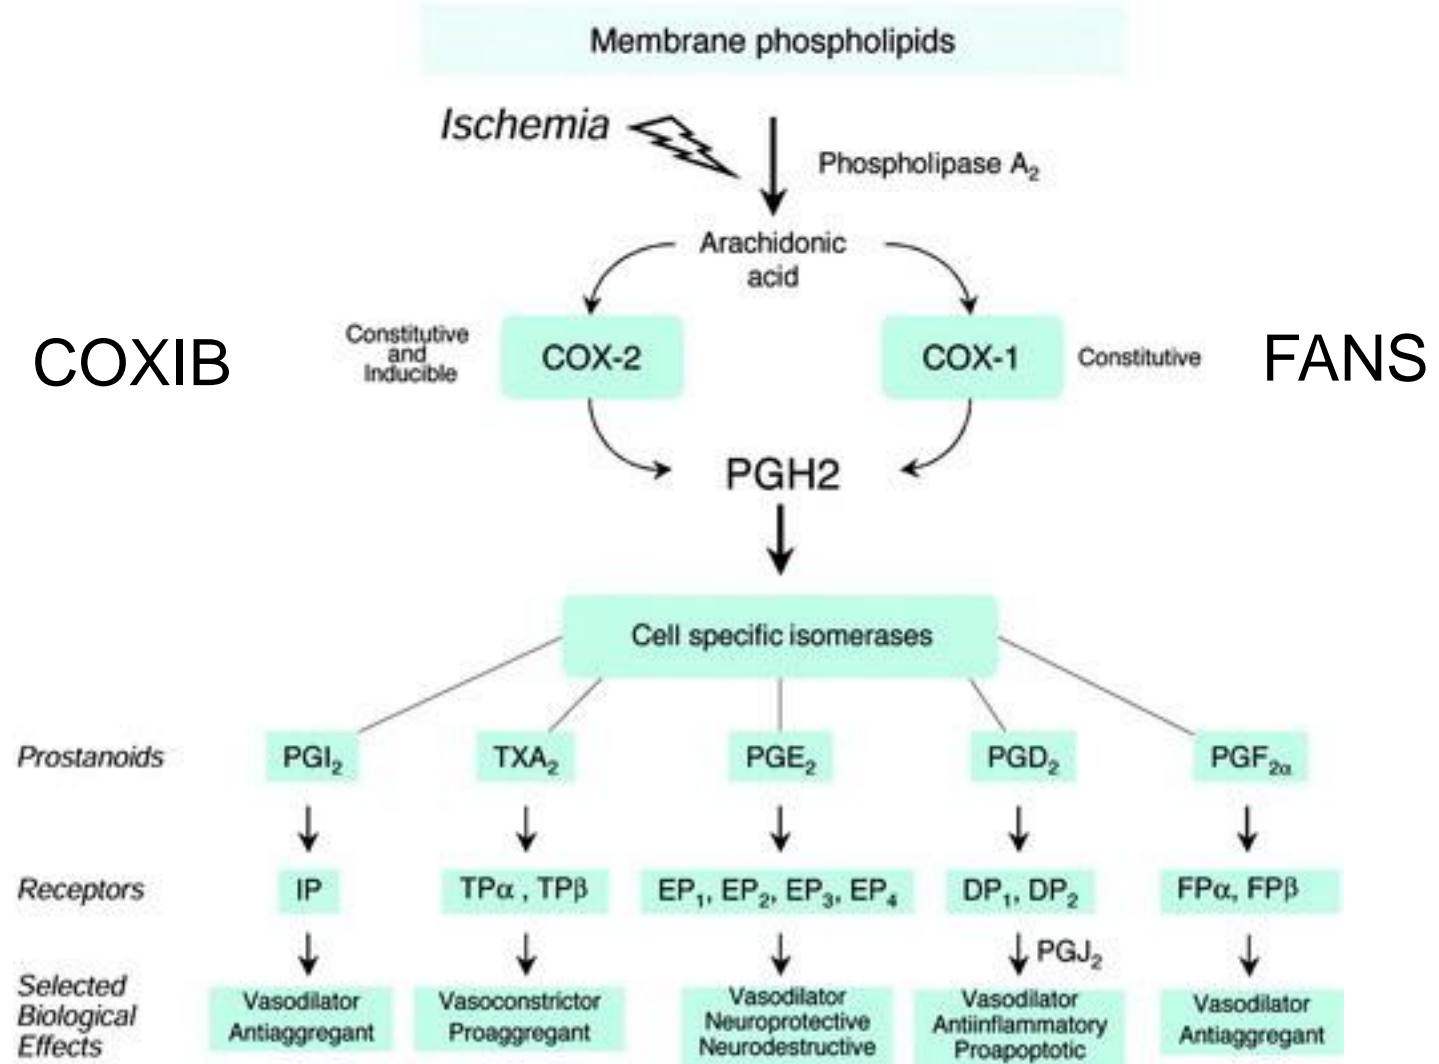 Membrane phospholipids
Ischemia
Phospholipase A₂
Arachidonic
acid
COXIB
Constitutive
and
Inducible
COX-2
COX-1
Constitutive
FANS
PGH2
Cell specific isomerases
Prostanoids
PGI₂
TXA₂
PGE₂
PGD₂
PGF₂α
Receptors
IP
TPα , TPβ
EP₁, EP₂, EP₃, EP₄
DP₁, DP₂
FPα, FPβ
PGJ₂
Selected
Biological
Effects
Vasodilator
Antiaggregant
Vasoconstrictor
Proaggregant
Vasodilator
Neuroprotective
Neurodestructive
Vasodilator
Antiinflammatory
Proapoptotic
Vasodilator
Antiaggregant